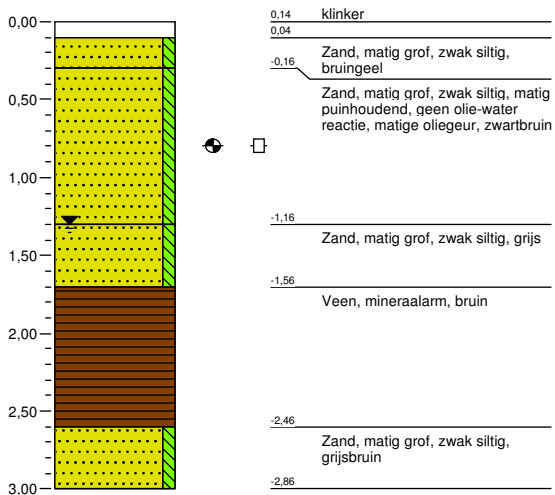 0,00
0,50
1,00
1,50
2,00
2,50
3,00
0,14 klinker
0,04
Zand, matig grof, zwak siltig,
bruingeel
-0,16
Zand, matig grof, zwak siltig, matig
puinhoudend, geen olie-water
reactie, matige oliegeur, zwartbruin
-1,16
Zand, matig grof, zwak siltig, grijs
-1,56
Veen, mineraalarm, bruin
-2,46
Zand, matig grof, zwak siltig,
grijsbruin
-2,86